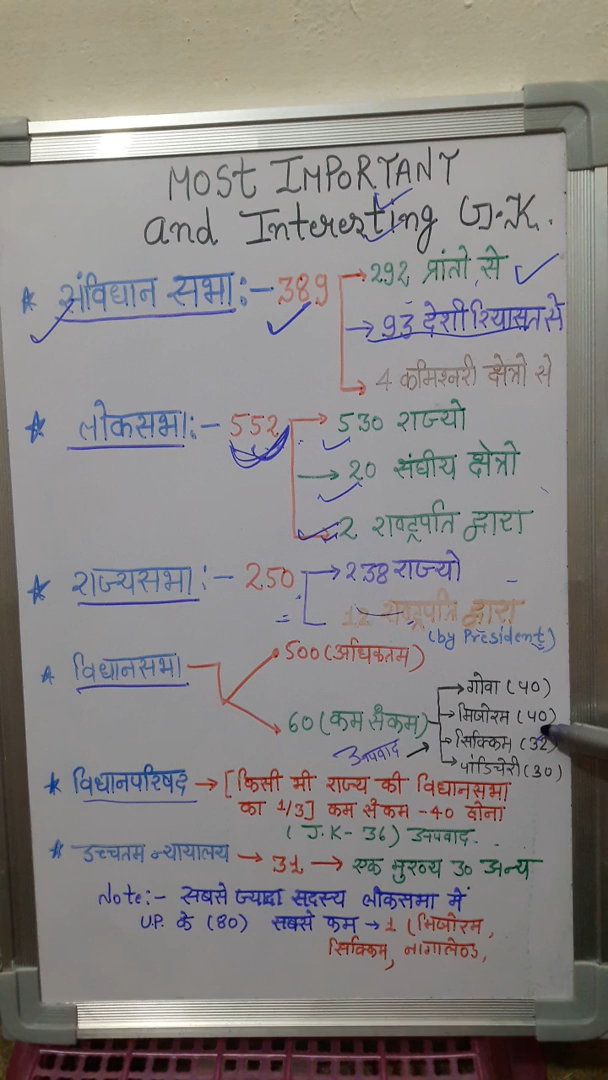 MOST IMPORTANT
and Interesting G.K.
* संविधान सभा:- 389 → 292 प्रांतो से
→ 93 देशी रियासत से
→ 4 कमिश्नरी क्षेत्रो से
* लोकसभा:- 552 → 530 राज्यो
→ 20 संघीय क्षेत्रो
→ 2 राष्ट्रपति द्वारा
* राज्यसभा:- 250 → 238 राज्यो
12 राष्ट्रपति द्वारा
(by President)
* विधानसभा 500 (अधिकतम)
60 (कम से कम) → गोवा (40)
→ मिजोरम (40)
अपवाद → सिक्किम (32)
→ पांडिचेरी (30)
* विधानपरिषद → [किसी भी राज्य की विधानसभा
का 1/3] कम से कम - 40 होना
(J.K- 36) अपवाद.
* उच्चतम न्यायालय → 31 → एक मुख्य 30 अन्य
Note:- सबसे ज्यादा सदस्य लोकसभा में
U.P. के (80) सबसे कम → 1 (मिजोरम,
सिक्किम, नागालैण्ड,